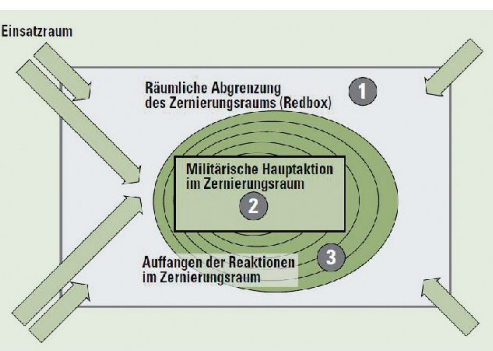 Einsatzraum
Räumliche Abgrenzung
des Zernierungsraums (Redbox)
1
Militärische Hauptaktion
im Zernierungsraum
2
Auffangen der Reaktionen
im Zernierungsraum
3